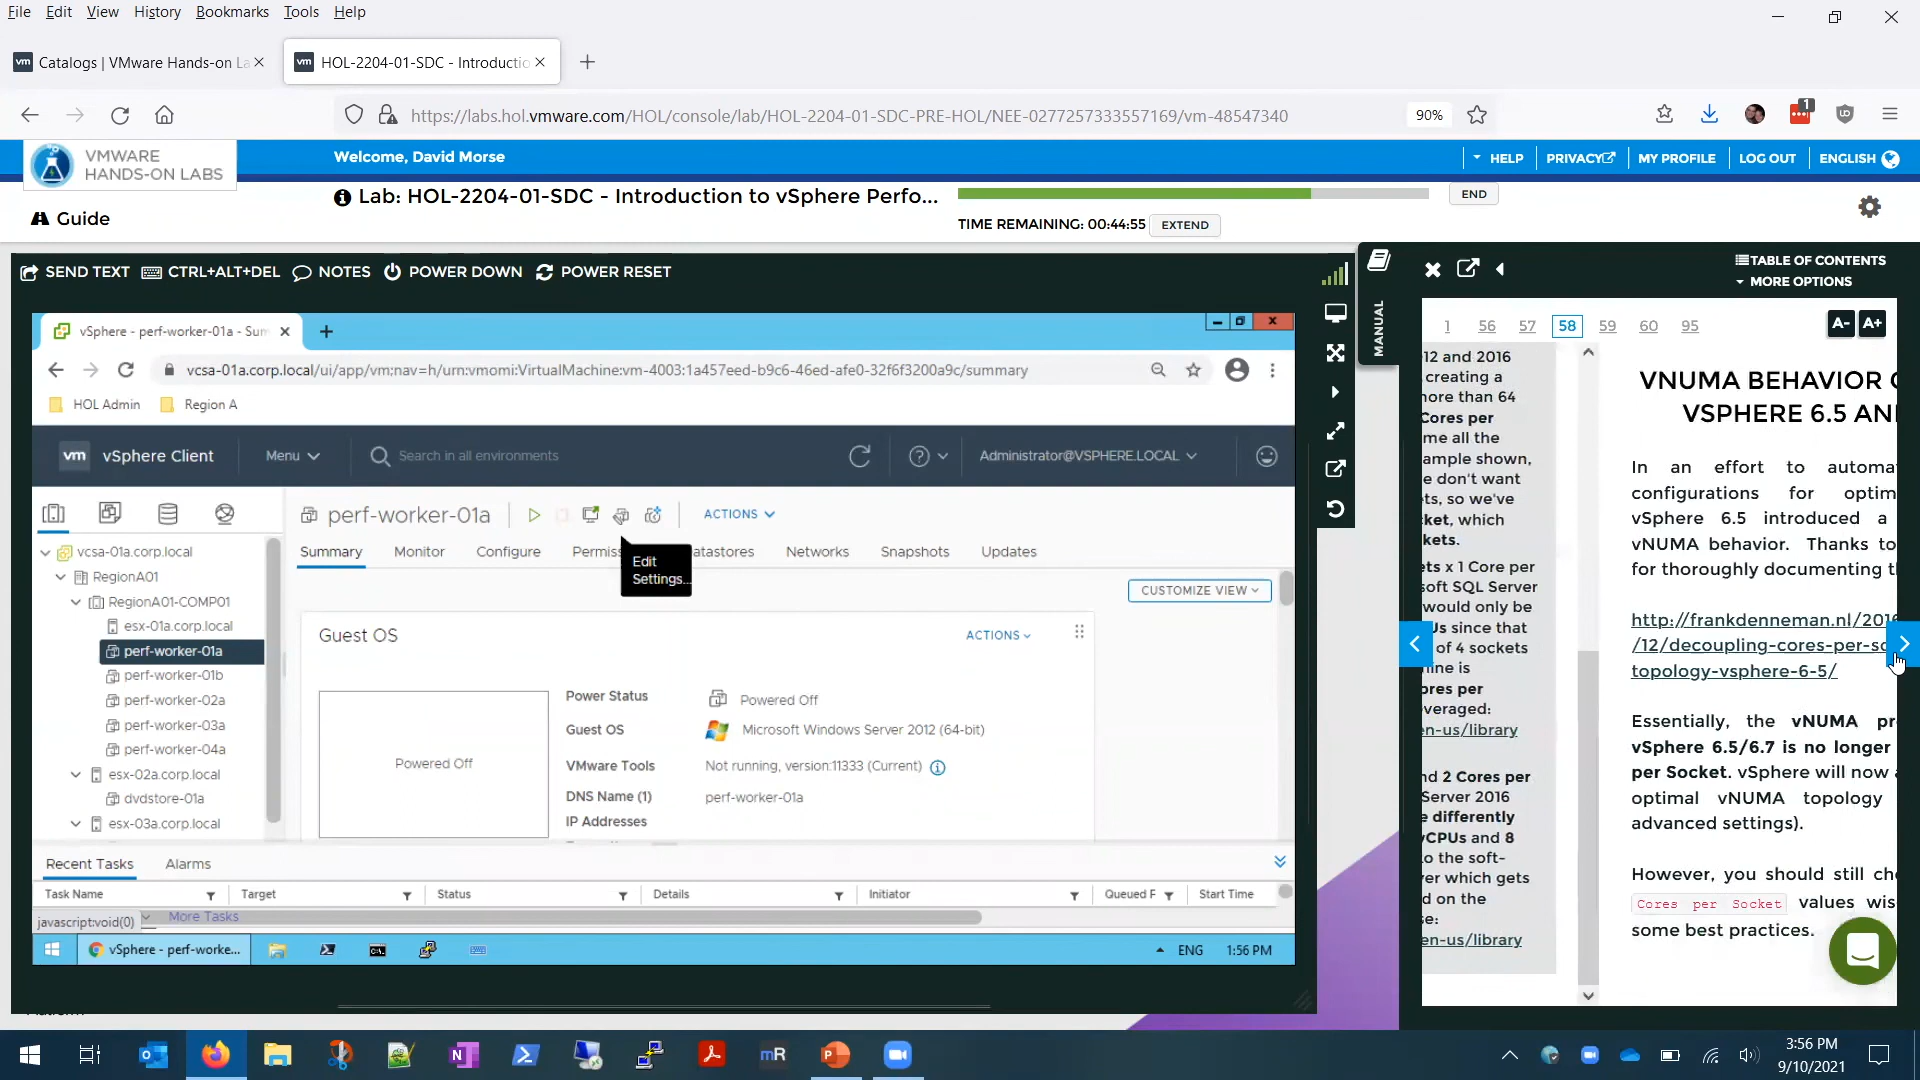 File Edit View History Bookmarks Tools Help
Catalogs | VMware Hands-on La
HOL-2204-01-SDC - Introductio
https://labs.hol.vmware.com/HOL/console/lab/HOL-2204-01-SDC-PRE-HOL/NEE-0277257333557169/vm-48547340
90%
1
VMWARE
HANDS-ON LABS
Welcome, David Morse
HELP PRIVACY MY PROFILE LOG OUT ENGLISH
Guide
Lab: HOL-2204-01-SDC - Introduction to vSphere Perfo...
END
TIME REMAINING: 00:44:55 EXTEND
SEND TEXT CTRL+ALT+DEL NOTES POWER DOWN POWER RESET
vSphere - perf-worker-01a - Sum
vcsa-01a.corp.local/ui/app/vm;nav=h/urn:vmomi:VirtualMachine:vm-4003:1a457eed-b9c6-46ed-afe0-32f6f3200a9c/summary
HOL Admin Region A
vm vSphere Client Menu Search in all environments Administrator@VSPHERE.LOCAL
vcsa-01a.corp.local
RegionA01
RegionA01-COMP01
esx-01a.corp.local
perf-worker-01a
perf-worker-01b
perf-worker-02a
perf-worker-03a
perf-worker-04a
esx-02a.corp.local
dvdstore-01a
esx-03a.corp.local
perf-worker-01a ACTIONS
Summary Monitor Configure Permiss atastores Networks Snapshots Updates
Edit
Settings...
CUSTOMIZE VIEW
Guest OS ACTIONS
Powered Off
Power Status Powered Off
Guest OS Microsoft Windows Server 2012 (64-bit)
VMware Tools Not running, version:11333 (Current)
DNS Name (1) perf-worker-01a
IP Addresses
Recent Tasks Alarms
Task Name Target Status Details Initiator Queued F Start Time
javascript:void(0) More Tasks
vSphere - perf-worke...
ENG 1:56 PM
MANUAL
TABLE OF CONTENTS
MORE OPTIONS
1 56 57 58 59 60 95
A- A+
12 and 2016
creating a
ore than 64
Cores per
me all the
ample shown,
e don't want
ts, so we've
ket, which
kets.
ets x 1 Core per
soft SQL Server
would only be
Us since that
of 4 sockets
ine is
ores per
everaged:
en-us/library
nd 2 Cores per
Server 2016
e differently
vCPUs and 8
to the soft-
er which gets
d on the
se:
en-us/library
VNUMA BEHAVIOR
VSPHERE 6.5 AN
In an effort to automa
configurations for optim
vSphere 6.5 introduced a
vNUMA behavior. Thanks to
for thoroughly documenting t
http://frankdenneman.nl/2016
/12/decoupling-cores-per-so
topology-vsphere-6-5/
Essentially, the vNUMA pr
vSphere 6.5/6.7 is no longer
per Socket. vSphere will now
optimal vNUMA topology
advanced settings).
However, you should still ch
Cores per Socket values wis
some best practices.
3:56 PM
9/10/2021